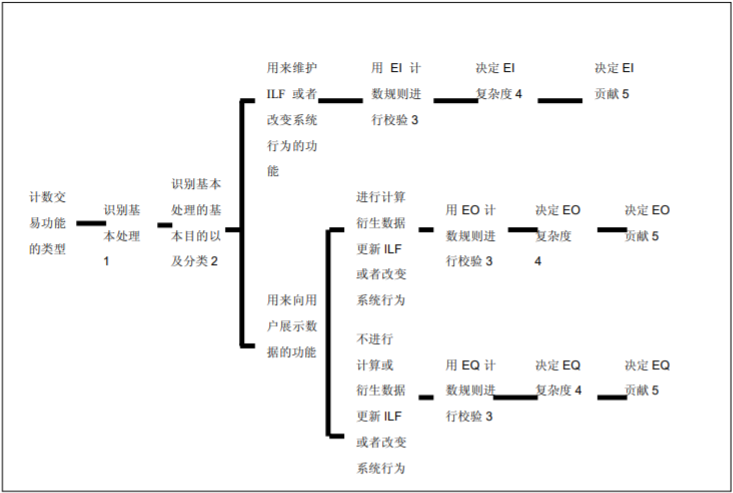 计数交
易功能
的类型
识别基
本处理
1
识别基本
处理的基
本目的以
及分类 2
用来维护
ILF 或者
改变系统
行为的功
能
用 EI 计
数规则进
行校验 3
决定 EI
复杂度 4
决定 EI
贡献 5
用来向用
户展示数
据的功能
进行计算
衍生数据
更新 ILF
或者改变
系统行为
用 EO 计
数规则进
行校验 3
决定 EO
复杂度
4
决定 EO
贡献 5
不进行
计算或
衍生数据
更新 ILF
或者改变
系统行为
用 EQ 计
数规则进
行校验 3
决定 EQ
复杂度 4
决定 EQ
贡献 5